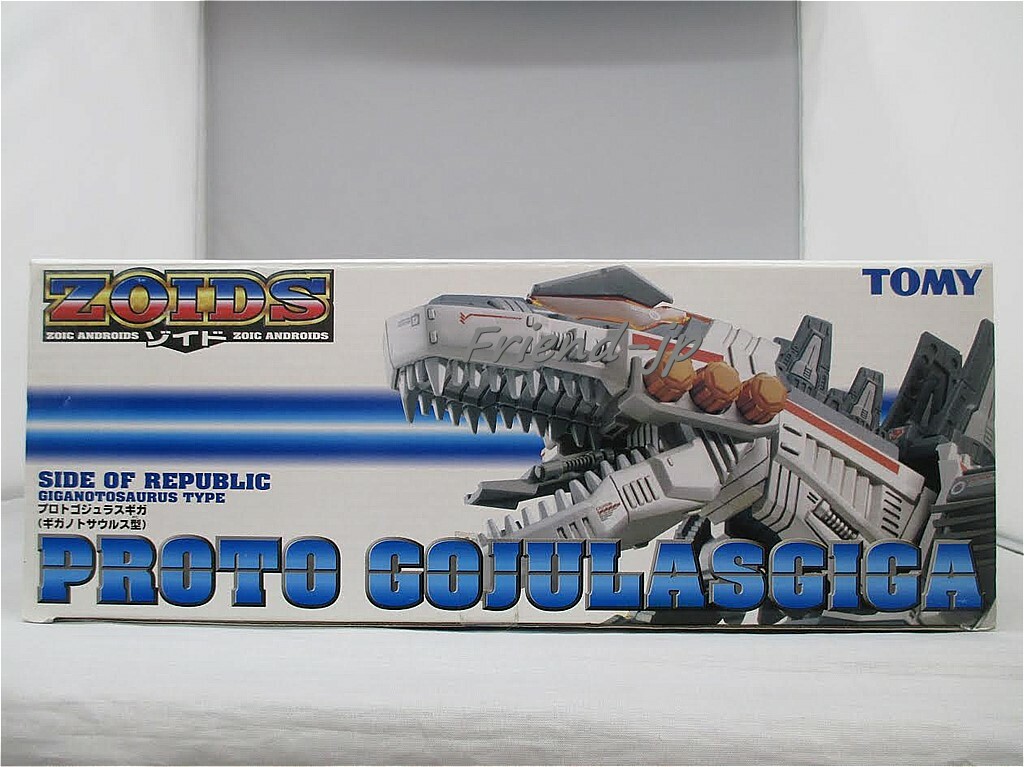 ZOIDS
ZOIC ANDROIDS ゾイド ZOIC ANDROIDS
TOMY
Friend-Jp
SIDE OF REPUBLIC
GIGANOTOSAURUS TYPE
プロトゴジュラスギガ
(ギガノトサウルス型)
PROTO GOJULASGIGA